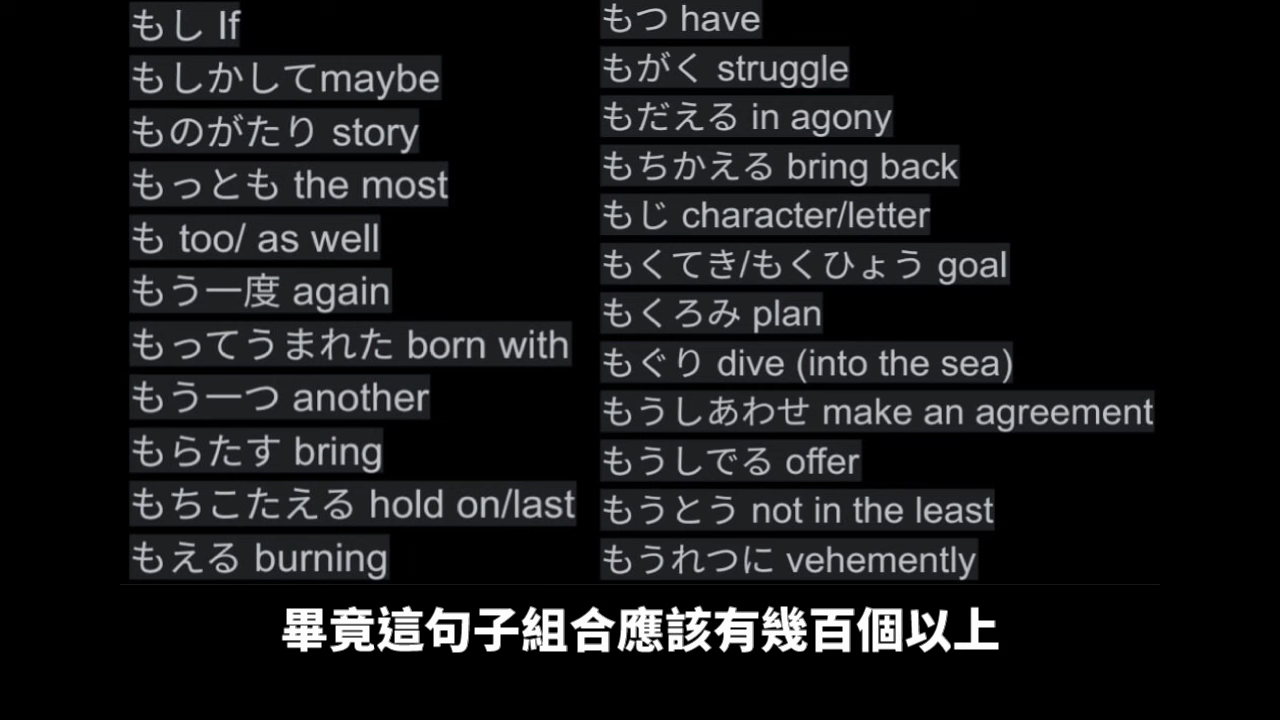 もし If
もしかしてmaybe
ものがたり story
もっとも the most
も too/ as well
もう一度 again
もってうまれた born with
もう一つ another
もらたす bring
もちこたえる hold on/last
もえる burning
もつ have
もがく struggle
もだえる in agony
もちかえる bring back
もじ character/letter
もくてき/もくひょう goal
もくろみ plan
もぐり dive (into the sea)
もうしあわせ make an agreement
もうしでる offer
もうとう not in the least
もうれつに vehemently
畢竟這句子組合應該有幾百個以上